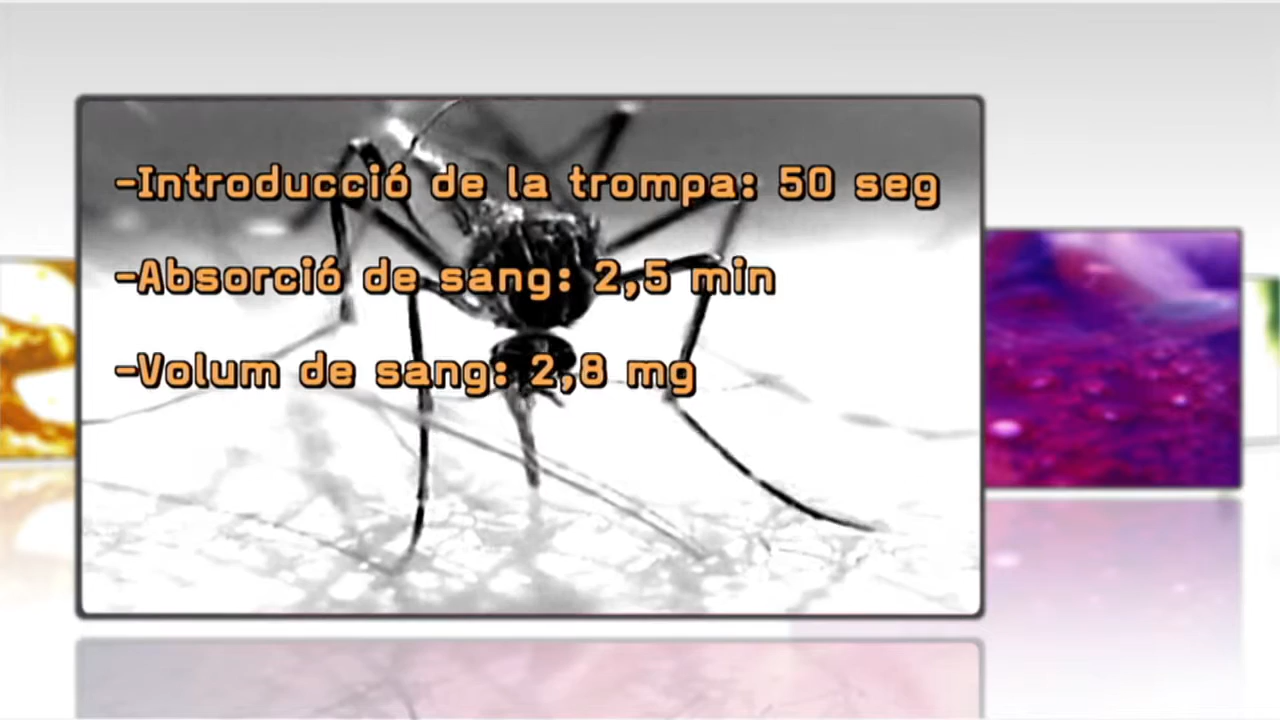 -Introducció de la trompa: 50 seg
-Absorció de sang: 2,5 min
-Volum de sang: 2,8 mg